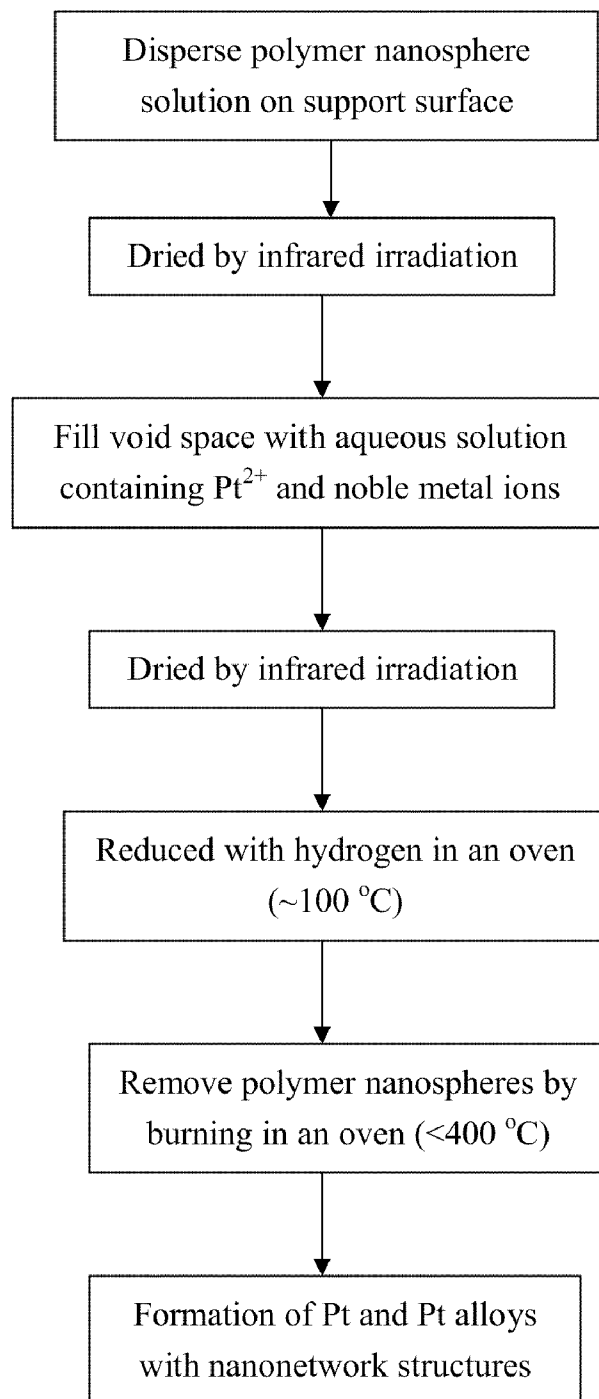 Disperse polymer nanosphere
solution on support surface
Dried by infrared irradiation
Fill void space with aqueous solution
containing Pt²⁺ and noble metal ions
Dried by infrared irradiation
Reduced with hydrogen in an oven
(~100 °C)
Remove polymer nanospheres by
burning in an oven (<400 °C)
Formation of Pt and Pt alloys
with nanonetwork structures